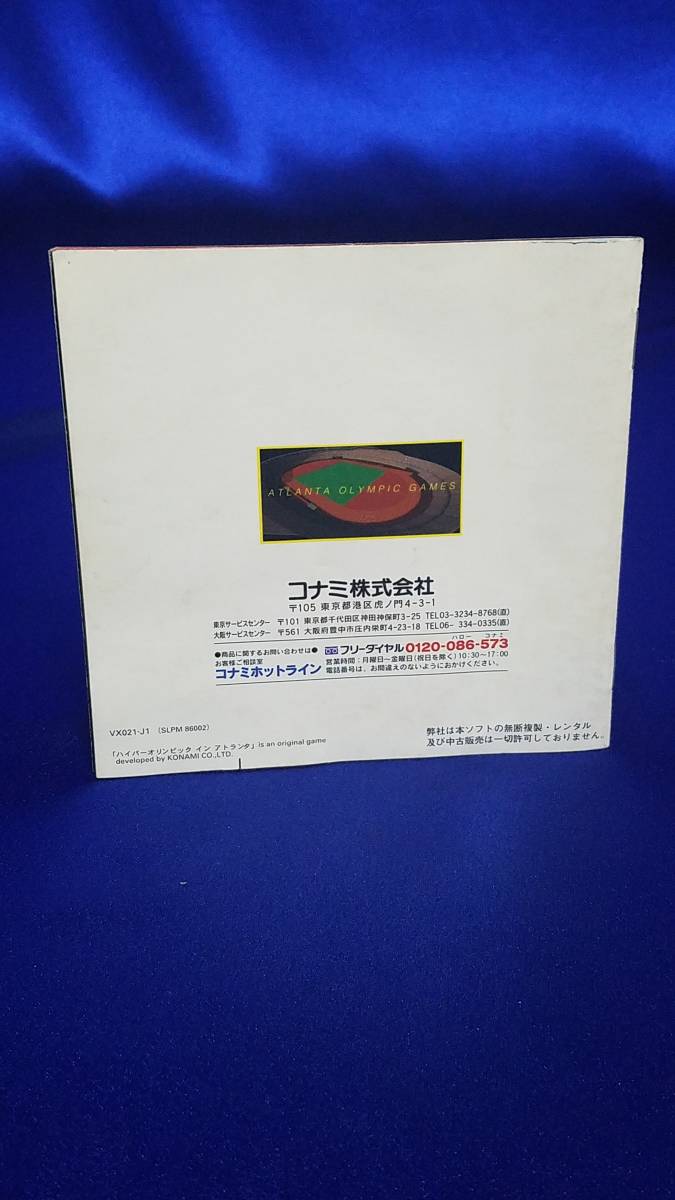 ATLANTA OLYMPIC GAMES
コナミ株式会社
〒105 東京都港区虎ノ門4-3-1
東京サービスセンター 〒101 東京都千代田区神田神保町3-25 TEL03-3234-8768(直)
大阪サービスセンター 〒561 大阪府豊中市庄内栄町4-23-18 TEL06- 334-0335(直)
ハロー コナミ
●商品に関するお問い合わせは● フリーダイヤル0120-086-573
お客様ご相談室 営業時間:月曜日~金曜日(祝日を除く)10:30~17:00
コナミホットライン 電話番号は、お間違えのないようにおかけください。
VX021-J1 (SLPM 86002)
「ハイパーオリンピック イン アトランタ」is an original game
developed by KONAMI CO.,LTD.
弊社は本ソフトの無断複製・レンタル
及び中古販売は一切許可しておりません。